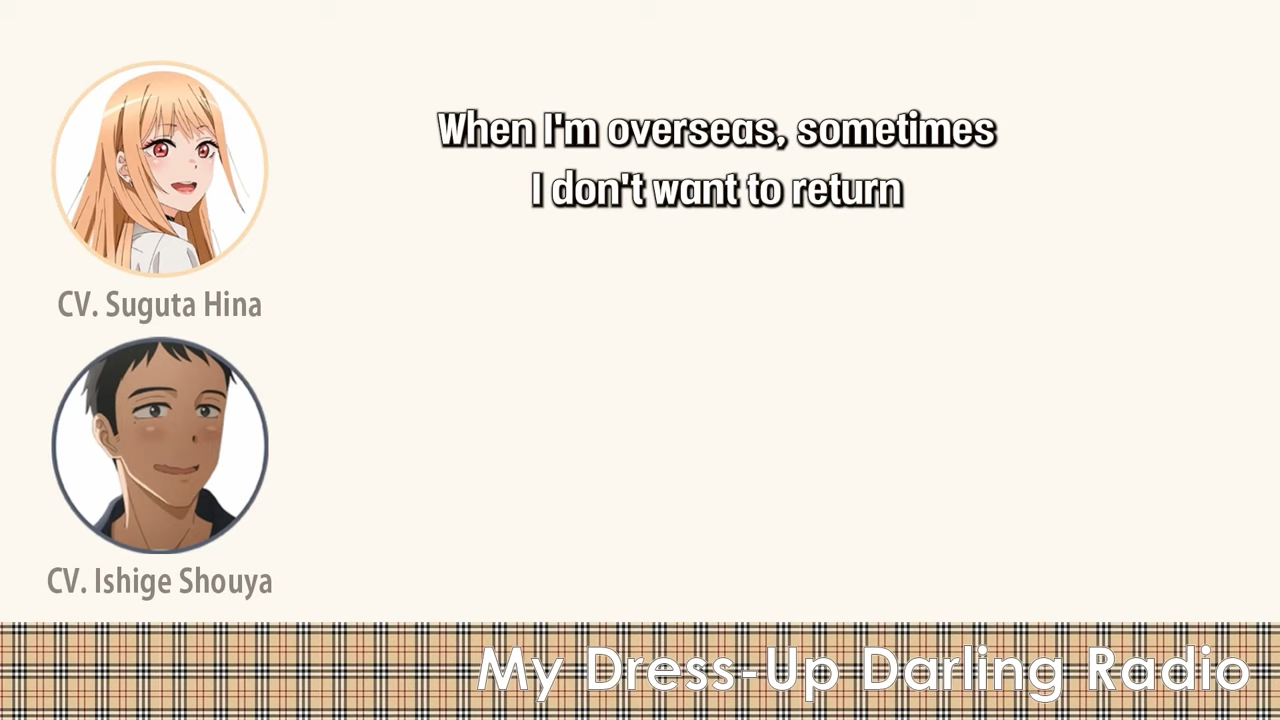 When I'm overseas, sometimes
I don't want to return
CV. Suguta Hina
CV. Ishige Shouya
My Dress-Up Darling Radio